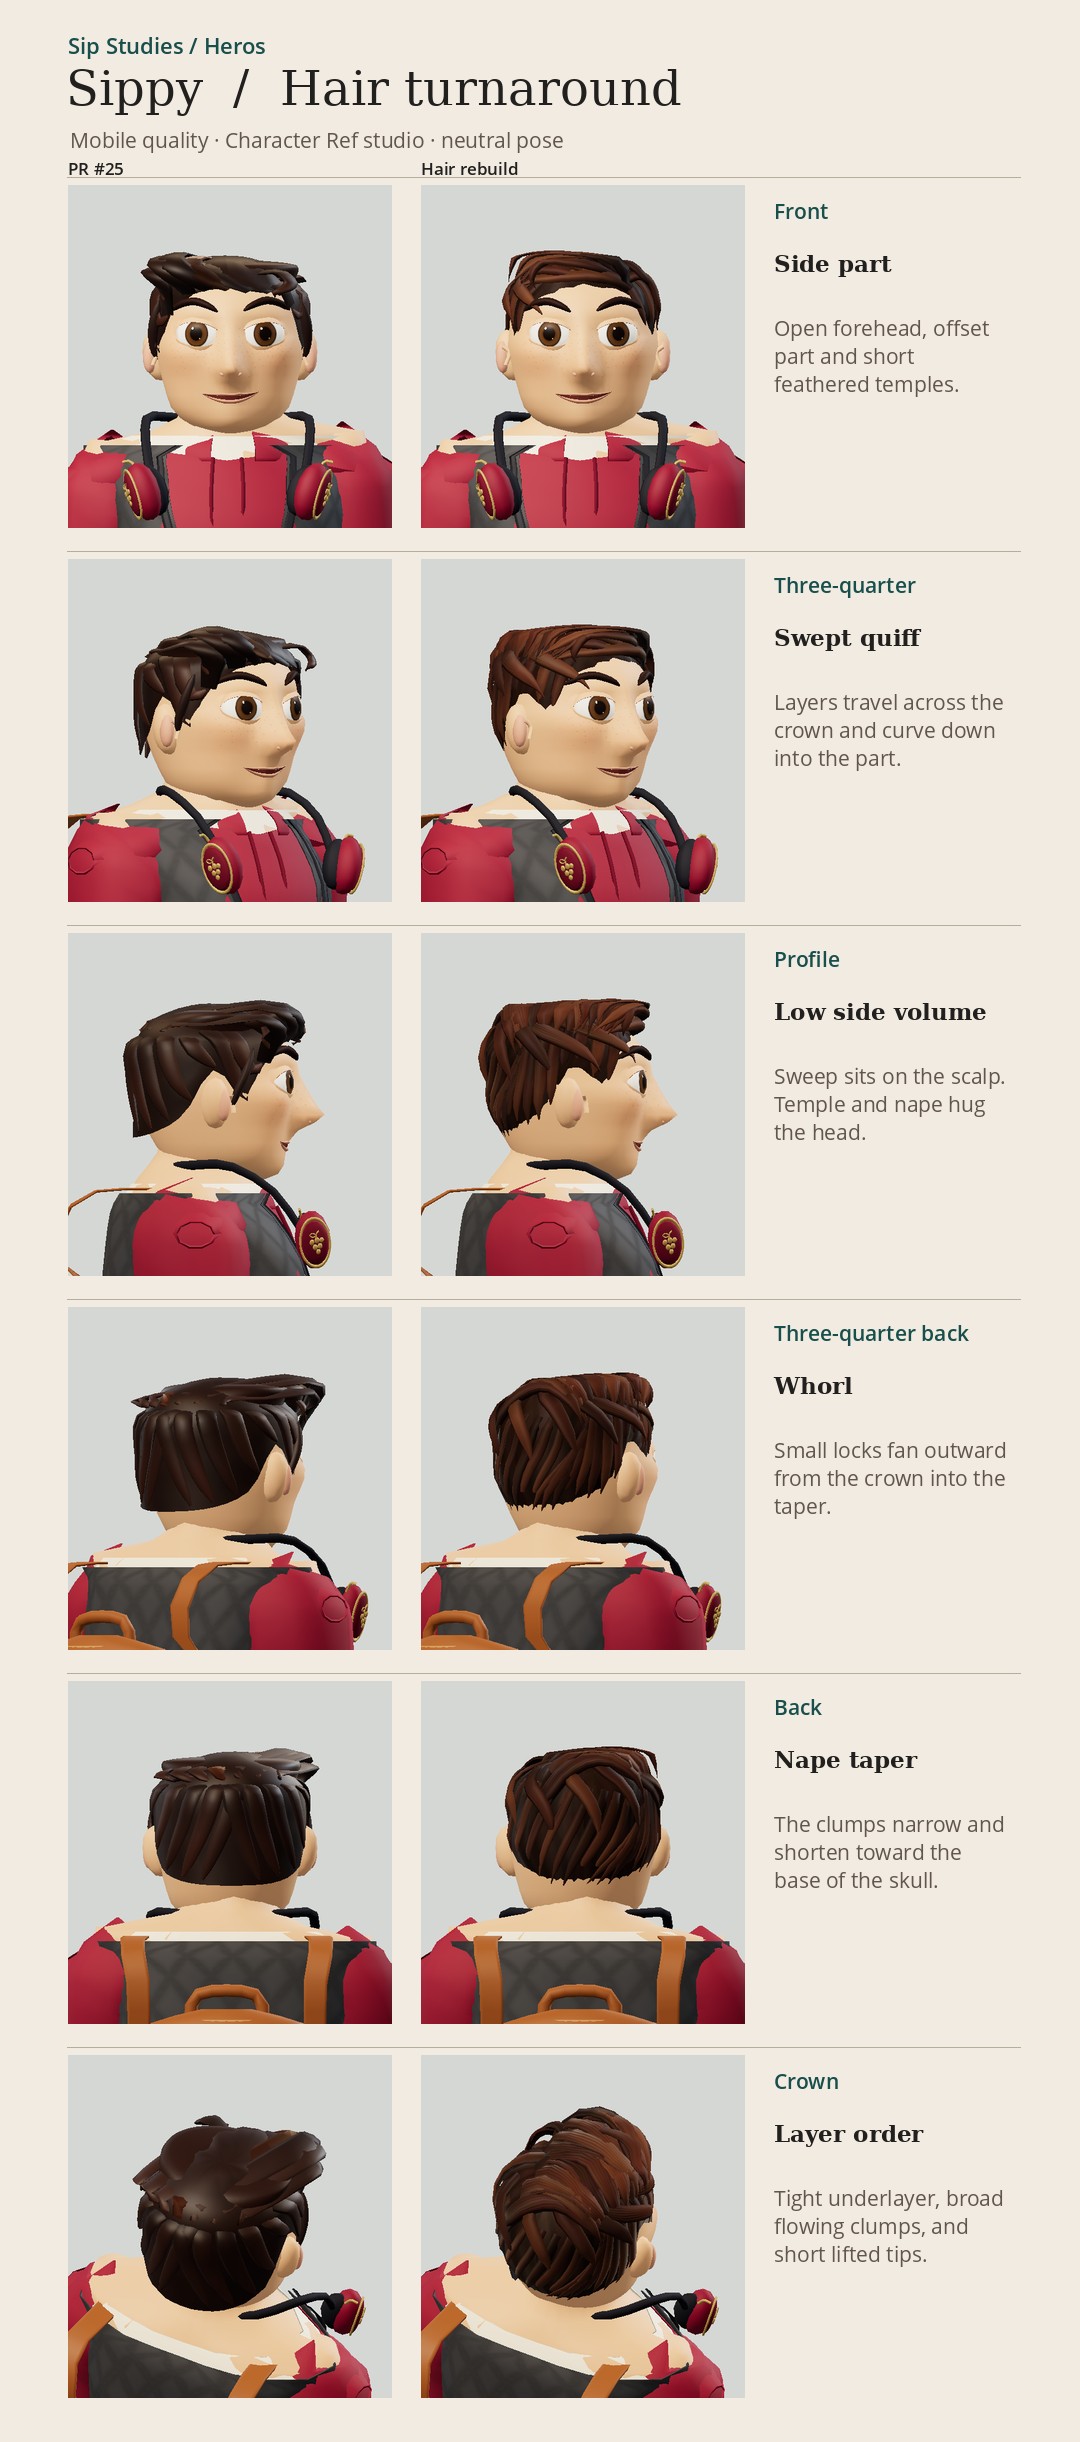 Sip Studies / Heros
Sippy / Hair turnaround
Mobile quality · Character Ref studio · neutral pose
PR #25
Hair rebuild
Front
Side part
Open forehead, offset
part and short
feathered temples.
Three-quarter
Swept quiff
Layers travel across the
crown and curve down
into the part.
Profile
Low side volume
Sweep sits on the scalp.
Temple and nape hug
the head.
Three-quarter back
Whorl
Small locks fan outward
from the crown into the
taper.
Back
Nape taper
The clumps narrow and
shorten toward the
base of the skull.
Crown
Layer order
Tight underlayer, broad
flowing clumps, and
short lifted tips.